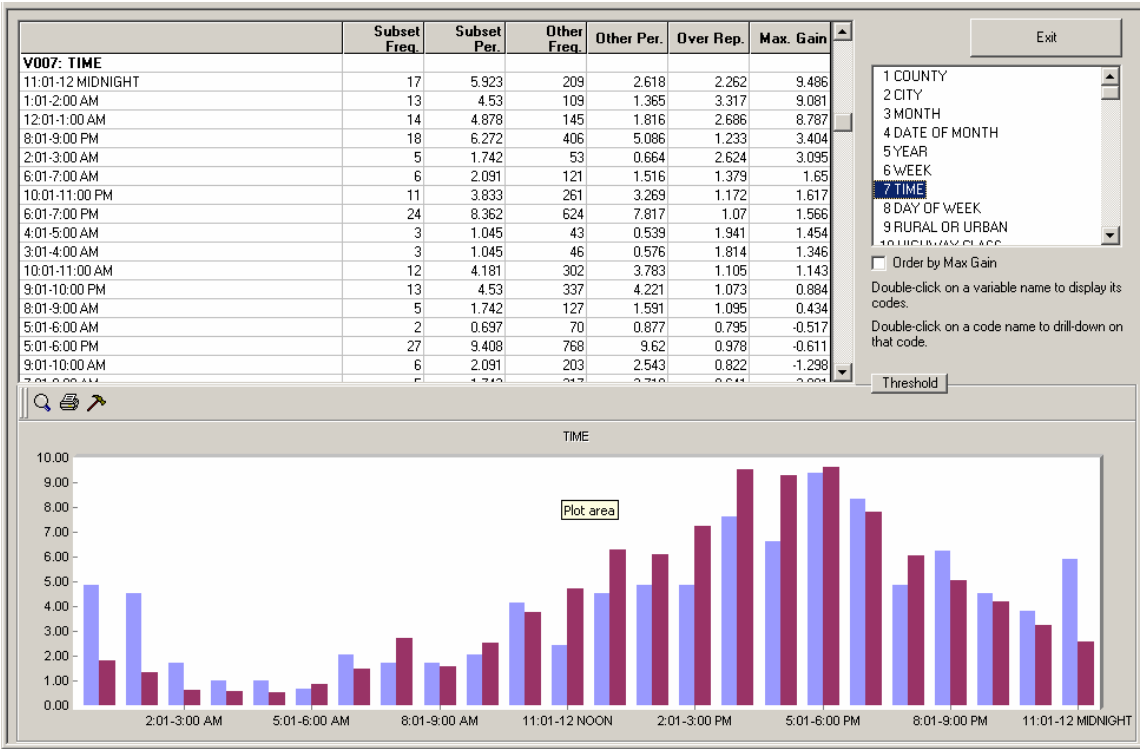 Subset Freq. Subset Per. Other Freq. Other Per. Over Rep. Max. Gain
V007: TIME
11:01-12 MIDNIGHT 17 5.923 209 2.618 2.262 9.486
1:01-2:00 AM 13 4.53 109 1.365 3.317 9.081
12:01-1:00 AM 14 4.878 145 1.816 2.686 8.787
8:01-9:00 PM 18 6.272 406 5.086 1.233 3.404
2:01-3:00 AM 5 1.742 53 0.664 2.624 3.095
6:01-7:00 AM 6 2.091 121 1.516 1.379 1.65
10:01-11:00 PM 11 3.833 261 3.269 1.172 1.617
6:01-7:00 PM 24 8.362 624 7.817 1.07 1.566
4:01-5:00 AM 3 1.045 43 0.539 1.941 1.454
3:01-4:00 AM 3 1.045 46 0.576 1.814 1.346
10:01-11:00 AM 12 4.181 302 3.783 1.105 1.143
9:01-10:00 PM 13 4.53 337 4.221 1.073 0.884
8:01-9:00 AM 5 1.742 127 1.591 1.095 0.434
5:01-6:00 AM 2 0.697 70 0.877 0.795 -0.517
5:01-6:00 PM 27 9.408 768 9.62 0.978 -0.611
9:01-10:00 AM 6 2.091 203 2.543 0.822 -1.298
Exit
1 COUNTY
2 CITY
3 MONTH
4 DATE OF MONTH
5 YEAR
6 WEEK
7 TIME
8 DAY OF WEEK
9 RURAL OR URBAN
10 HIGHWAY CLASS
Order by Max Gain
Double-click on a variable name to display its
codes.
Double-click on a code name to drill-down on
that code.
Threshold
TIME
10.00
9.00
8.00
7.00
6.00
5.00
4.00
3.00
2.00
1.00
0.00
Plot area
2:01-3:00 AM 5:01-6:00 AM 8:01-9:00 AM 11:01-12 NOON 2:01-3:00 PM 5:01-6:00 PM 8:01-9:00 PM 11:01-12 MIDNIGHT